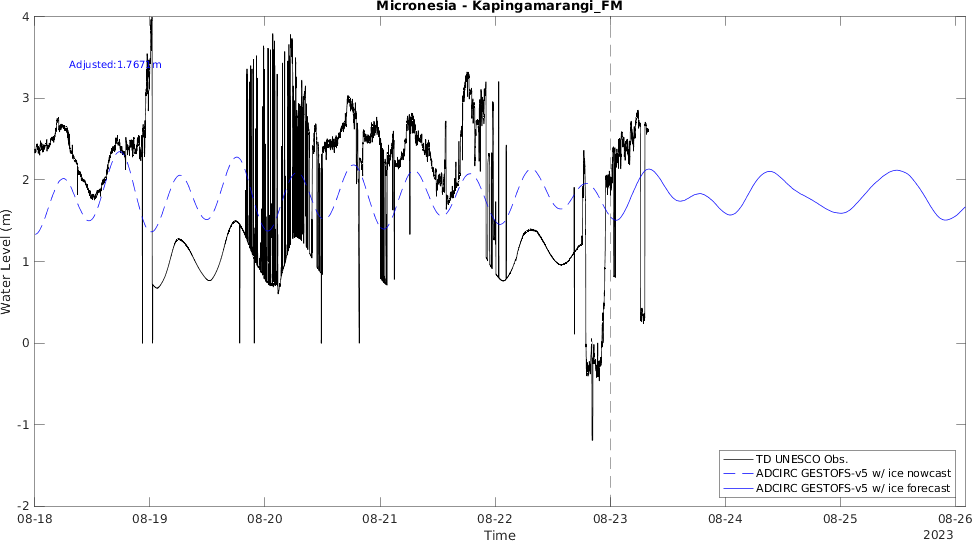 Micronesia - Kapingamarangi_FM
4
3
2
1
0
-1
-2
Water Level (m)
Adjusted:1.767 m
TD UNESCO Obs.
ADCIRC GESTOFS-v5 w/ ice nowcast
ADCIRC GESTOFS-v5 w/ ice forecast
08-18 08-19 08-20 08-21 08-22 08-23 08-24 08-25 08-26
Time
2023